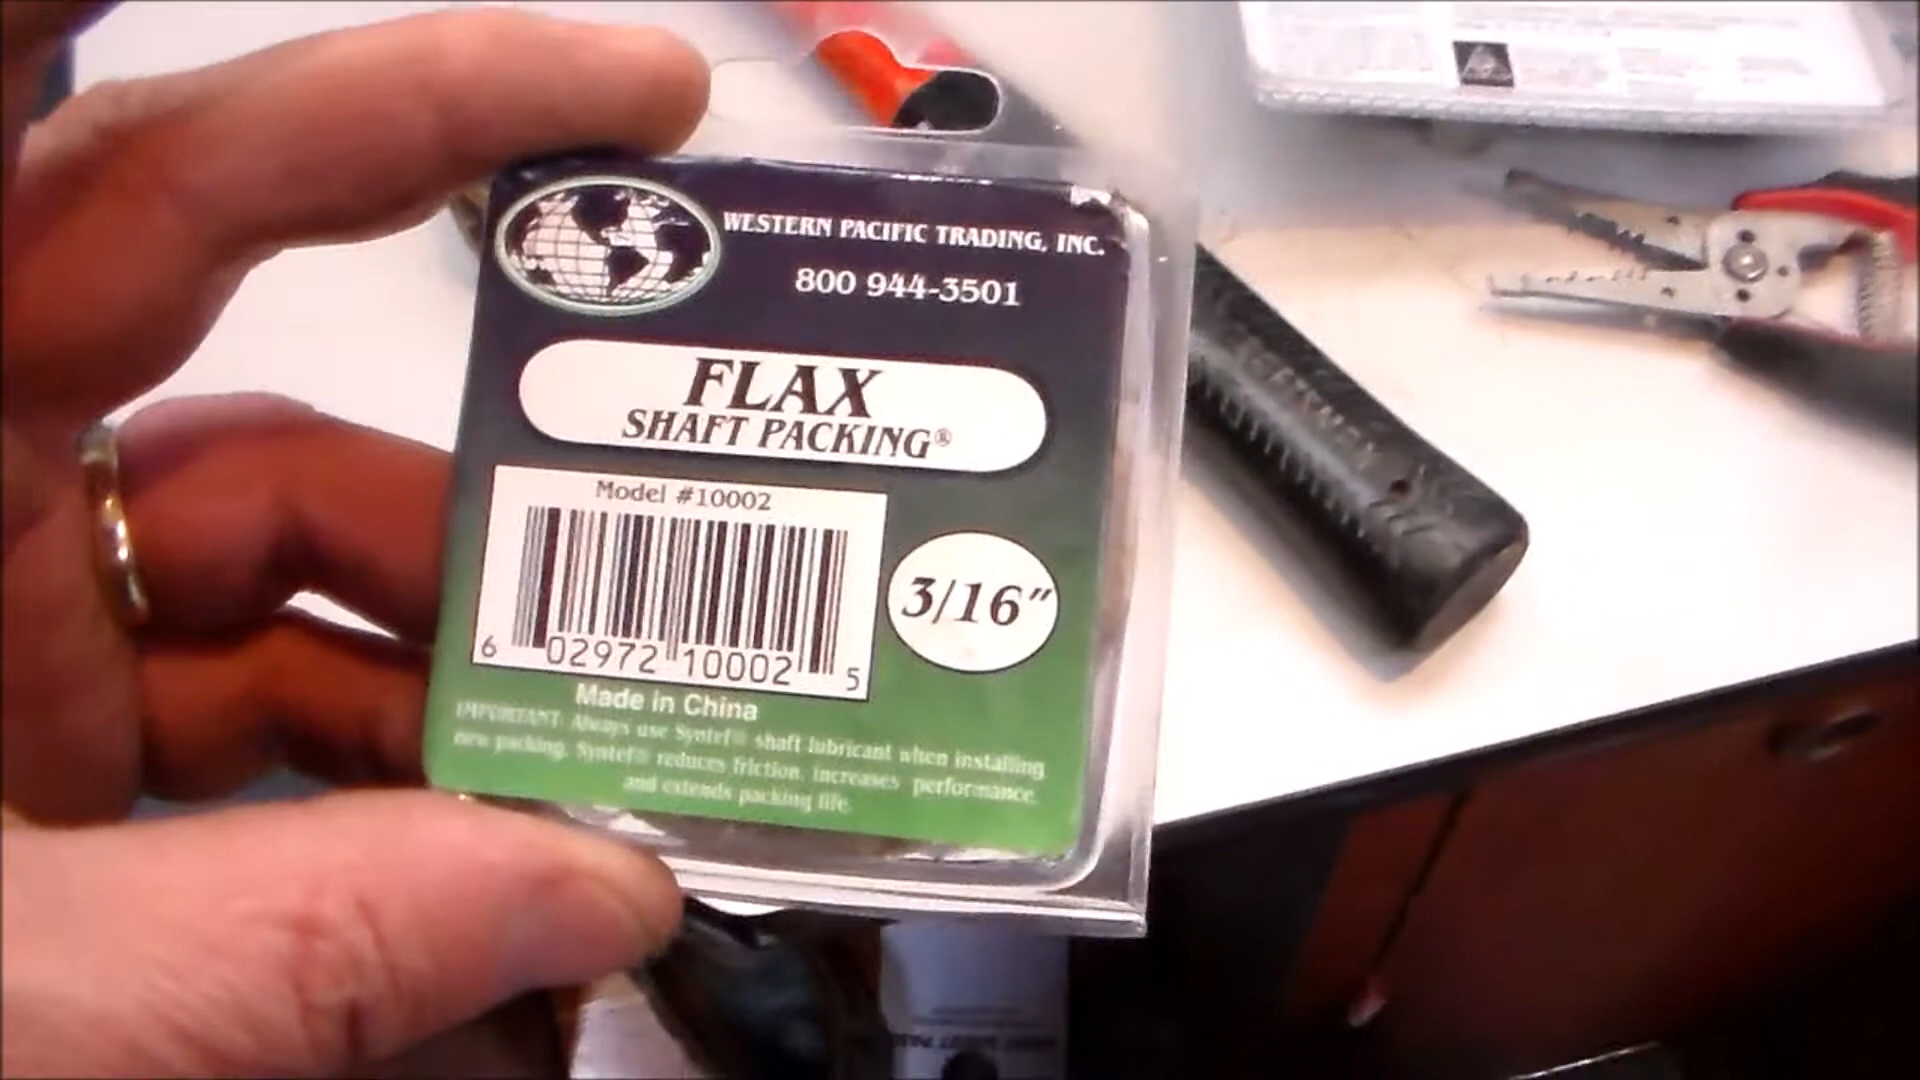 WESTERN PACIFIC TRADING, INC.
800 944-3501
FLAX
SHAFT PACKING®
Model #10002
3/16"
6 02972 10002 5
Made in China
IMPORTANT: Always use Syntef® shaft lubricant when installing
new packing. Syntef® reduces friction, increases performance,
and extends packing life.